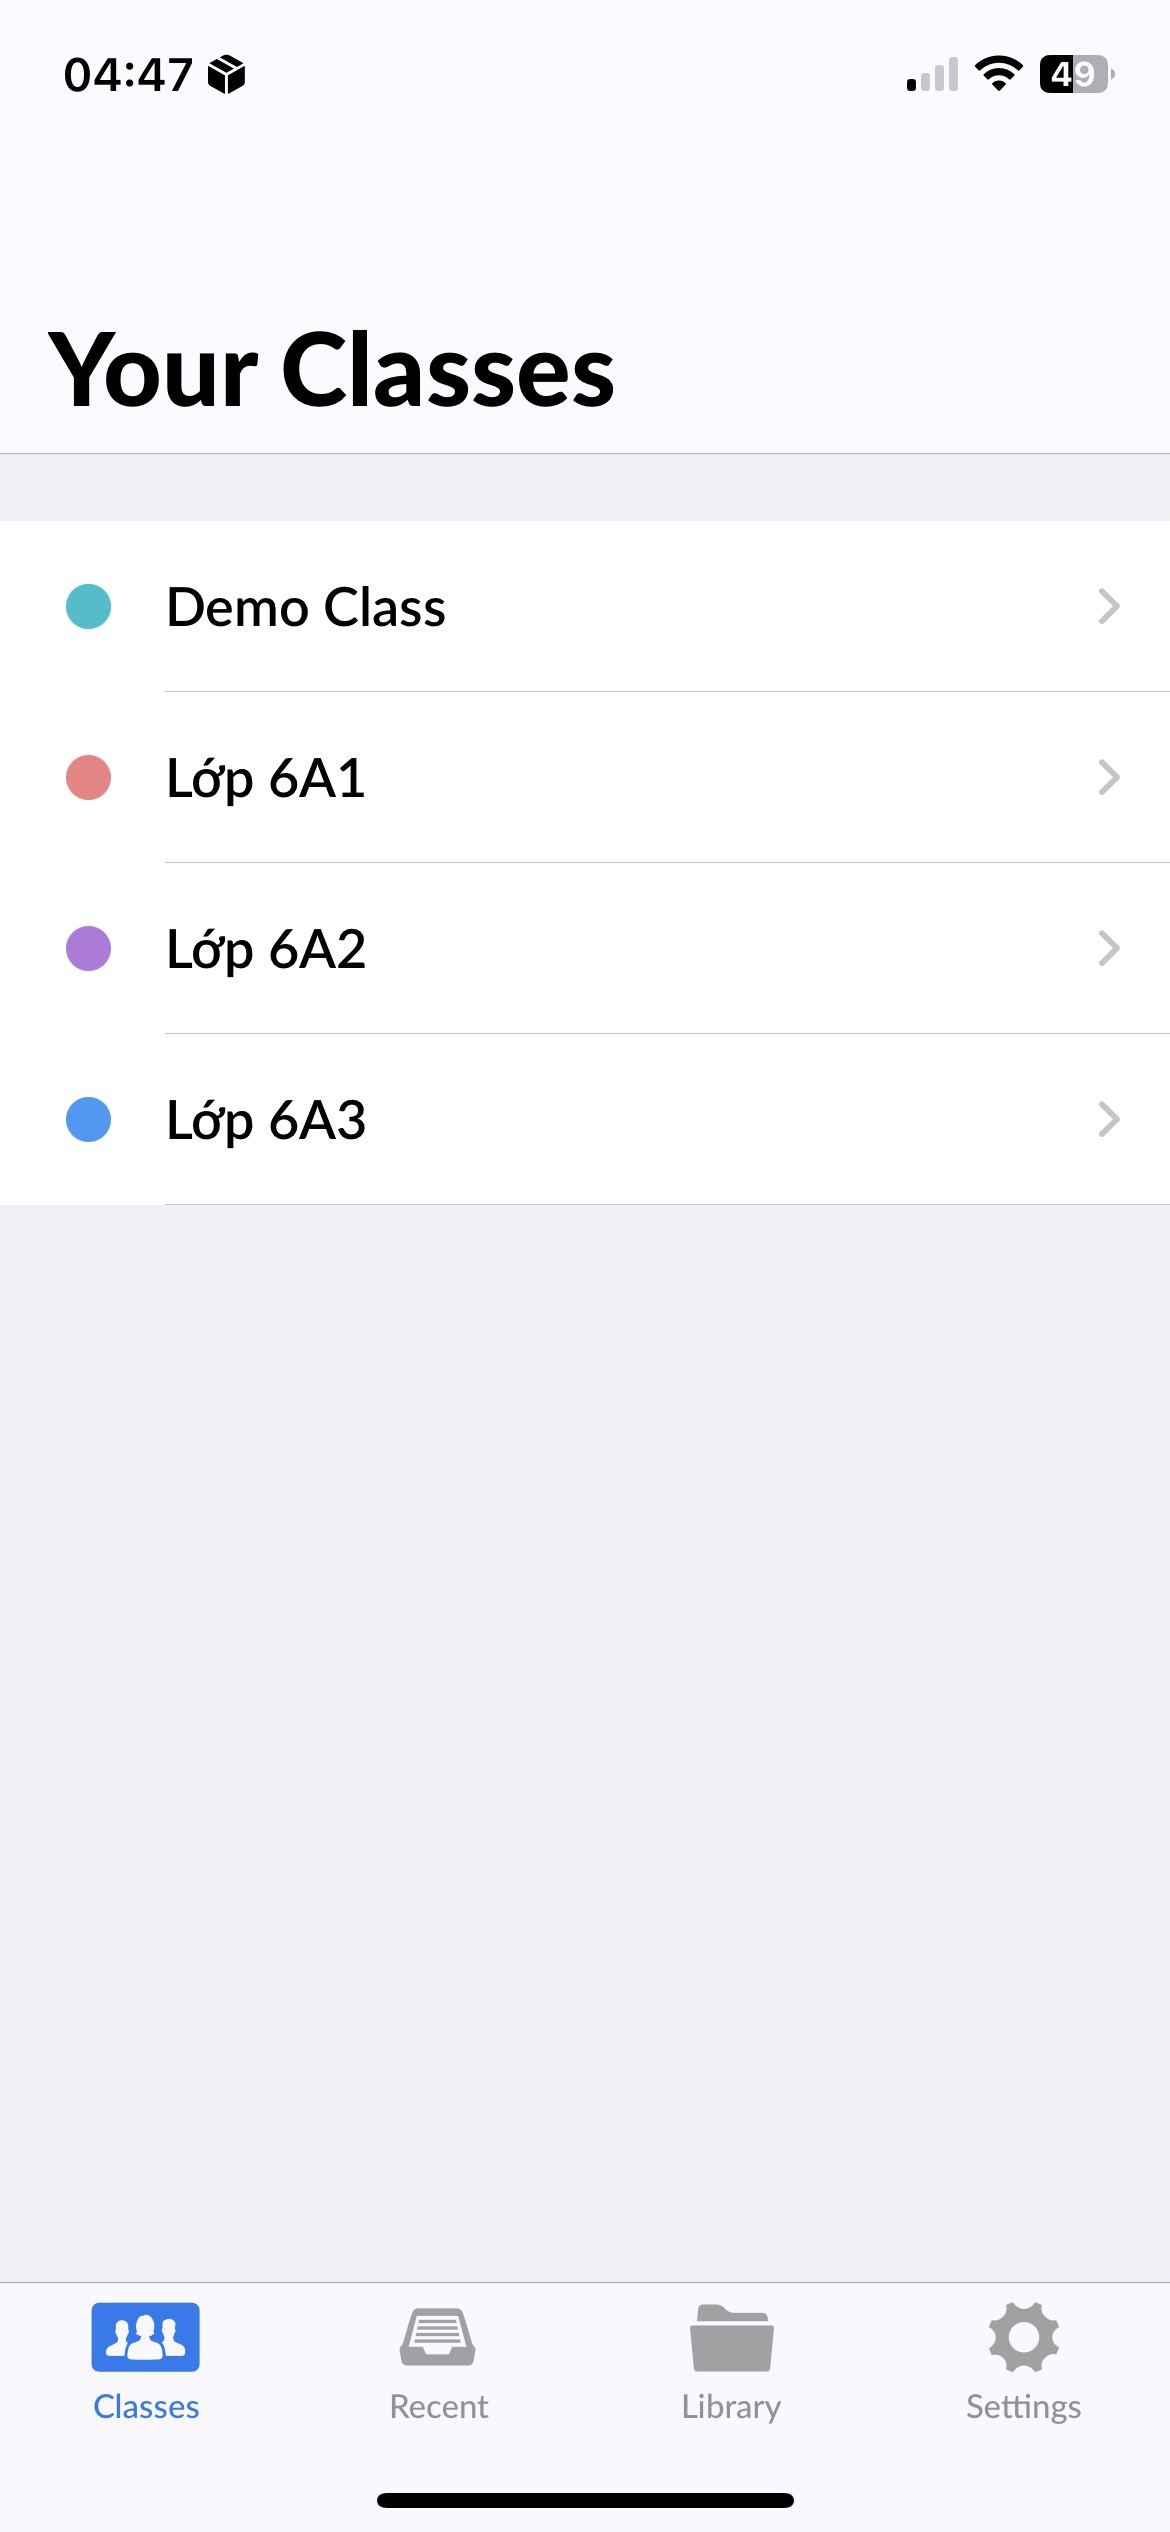 04:47
49
Your Classes
Demo Class
Lớp 6A1
Lớp 6A2
Lớp 6A3
Classes
Recent
Library
Settings